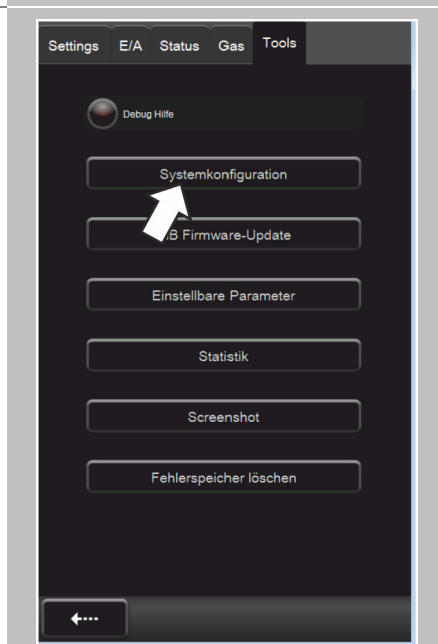 Settings E/A Status Gas Tools
Debug Hilfe
Systemkonfiguration
Firmware-Update
Einstellbare Parameter
Statistik
Screenshot
Fehlerspeicher löschen